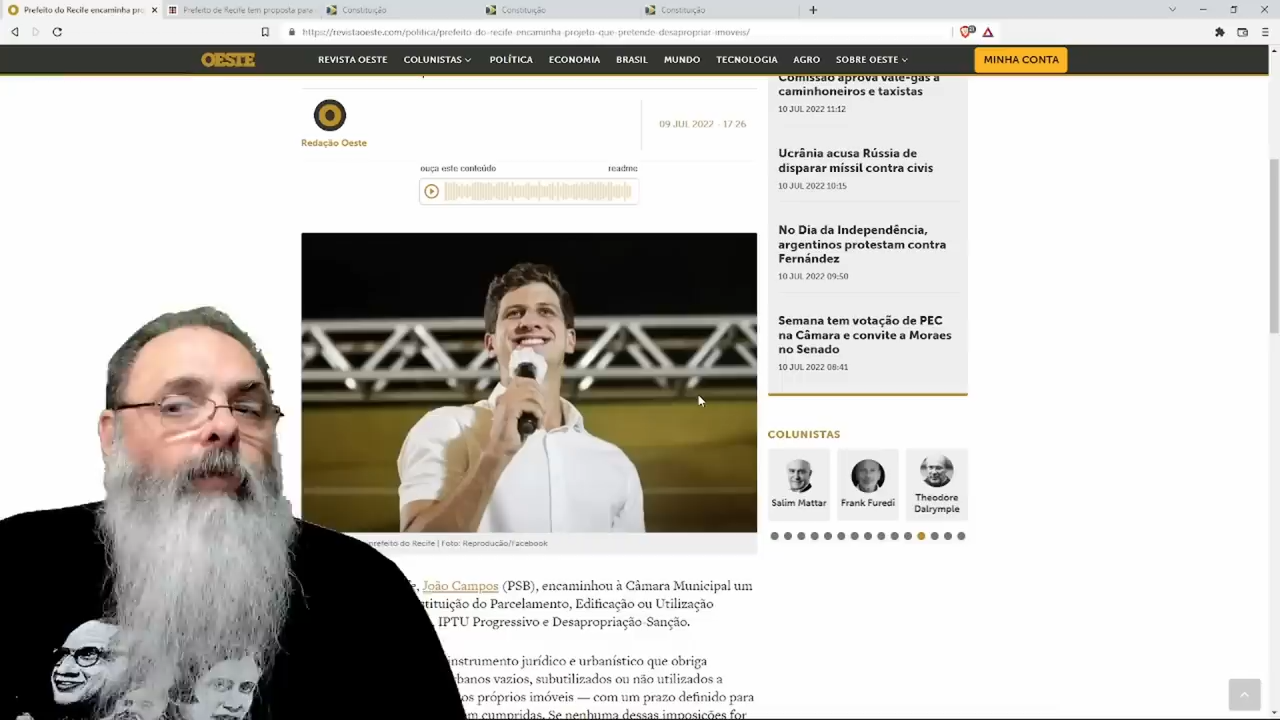 Prefeito do Recife encaminha pro
Prefeito de Recife tem proposta para
Constituição
Constituição
Constituição
https://revistaoeste.com/politica/prefeito-do-recife-encaminha-projeto-que-pretende-desapropriar-imoveis/
OESTE
REVISTA OESTE
COLUNISTAS
POLÍTICA
ECONOMIA
BRASIL
MUNDO
TECNOLOGIA
AGRO
SOBRE OESTE
MINHA CONTA
Redação Oeste
09 JUL 2022 - 17:26
ouça este conteúdo
readme
prefeito do Recife | Foto: Reprodução/Facebook
João Campos (PSB), encaminhou à Câmara Municipal um
stituição do Parcelamento, Edificação ou Utilização
IPTU Progressivo e Desapropriação-Sanção.
instrumento jurídico e urbanístico que obriga
banos vazios, subutilizados ou não utilizados a
os próprios imóveis — com um prazo definido para
m cumpridas. Se nenhuma dessas imposições for
Comissão aprova vale-gás a
caminhoneiros e taxistas
10 JUL 2022 11:12
Ucrânia acusa Rússia de
disparar míssil contra civis
10 JUL 2022 10:15
No Dia da Independência,
argentinos protestam contra
Fernández
10 JUL 2022 09:50
Semana tem votação de PEC
na Câmara e convite a Moraes
no Senado
10 JUL 2022 08:41
COLUNISTAS
Salim Mattar
Frank Furedi
Theodore
Dalrymple